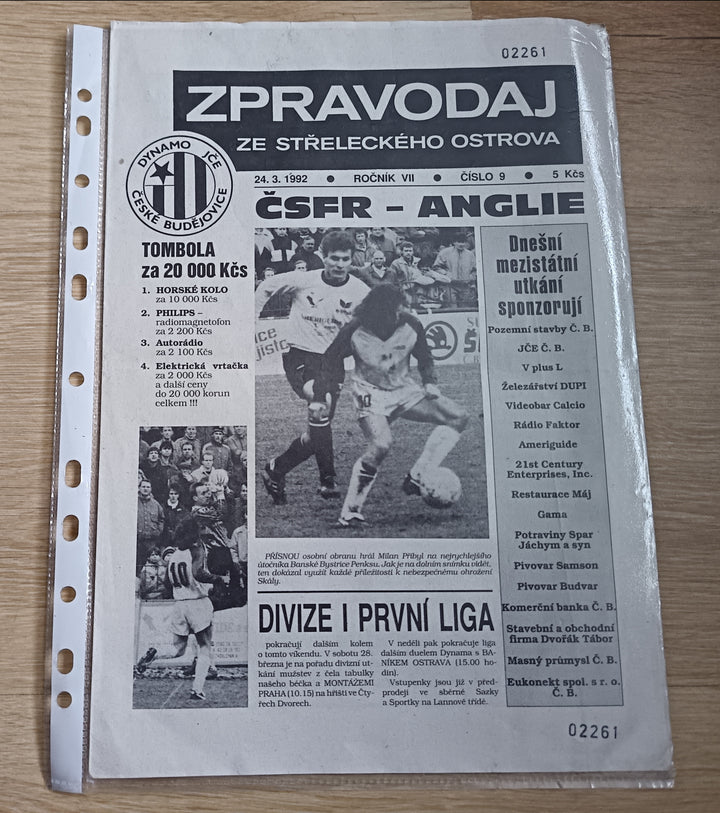 02261
ZPRAVODAJ
ZE STŘELECKÉHO OSTROVA
DYNAMO JČE
ČESKÉ BUDĚJOVICE
24. 3. 1992 ● ROČNÍK VII ● ČÍSLO 9 ● 5 Kčs
ČSFR – ANGLIE
TOMBOLA
za 20 000 Kčs
1. HORSKÉ KOLO
za 10 000 Kčs
2. PHILIPS –
radiomagnetofon
za 2 200 Kčs
3. Autorádio
za 2 100 Kčs
4. Elektrická vrtačka
za 2 000 Kčs
a další ceny
do 20 000 korun
celkem !!!
10
10
PŘÍSNOU osobní obranu hrál Milan Přibyl na nejrychlejšího
útočníka Banské Bystrice Penksu. Jak je na dolním snímku vidět,
ten dokázal využít každé příležitosti k nebezpečnému ohrožení
Skály.
DIVIZE I PRVNÍ LIGA
pokračují dalším kolem
o tomto víkendu. V sobotu 28.
března je na pořadu divizní ut-
kání mužstev z čela tabulky
našeho béčka a MONTÁŽEMI
PRAHA (10.15) na hřišti ve Čty-
řech Dvorech.
V neděli pak pokračuje liga
dalším duelem Dynama s BA-
NÍKEM OSTRAVA (15.00 ho-
din).
Vstupenky jsou již v před-
prodeji ve sběrně Sazky
a Sportky na Lannově třídě.
Dnešní
mezistátní
utkání
sponzorují
Pozemní stavby Č. B.
JČE Č. B.
V plus L
Železářství DUPI
Videobar Calcio
Rádio Faktor
Ameriguide
21st Century
Enterprises, Inc.
Restaurace Máj
Gama
Potraviny Spar
Jáchym a syn
Pivovar Samson
Pivovar Budvar
Komerční banka Č. B.
Stavební a obchodní
firma Dvořák Tábor
Masný průmysl Č. B.
Eukonekt spol. s r. o.
Č. B.
02261